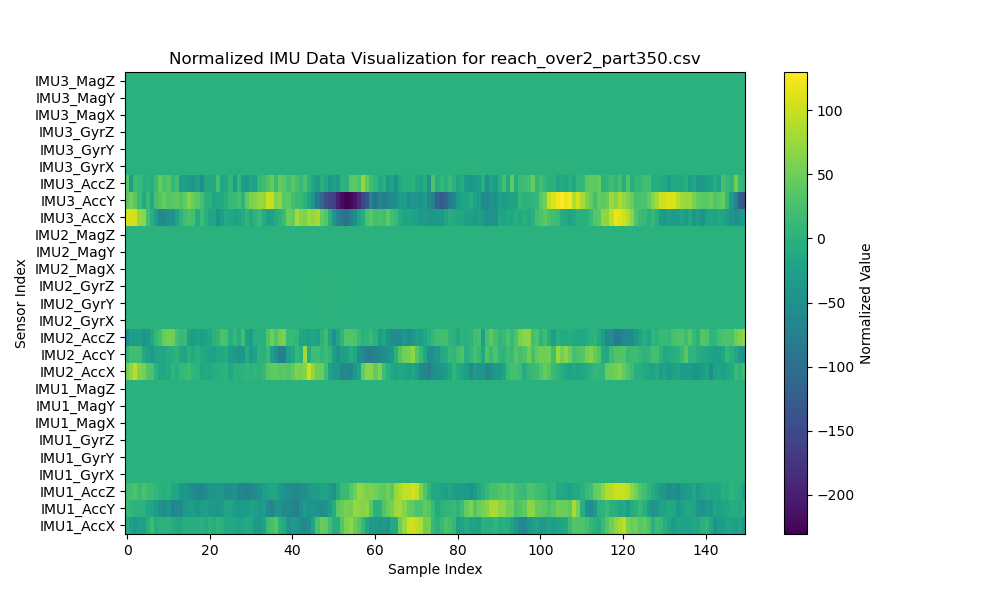 Normalized IMU Data Visualization for reach_over2_part350.csv
IMU3_MagZ
IMU3_MagY
IMU3_MagX
IMU3_GyrZ
IMU3_GyrY
IMU3_GyrX
IMU3_AccZ
IMU3_AccY
IMU3_AccX
IMU2_MagZ
IMU2_MagY
IMU2_MagX
IMU2_GyrZ
IMU2_GyrY
IMU2_GyrX
IMU2_AccZ
IMU2_AccY
IMU2_AccX
IMU1_MagZ
IMU1_MagY
IMU1_MagX
IMU1_GyrZ
IMU1_GyrY
IMU1_GyrX
IMU1_AccZ
IMU1_AccY
IMU1_AccX
Sensor Index
0 20 40 60 80 100 120 140
Sample Index
100
50
0
−50
−100
−150
−200
Normalized Value